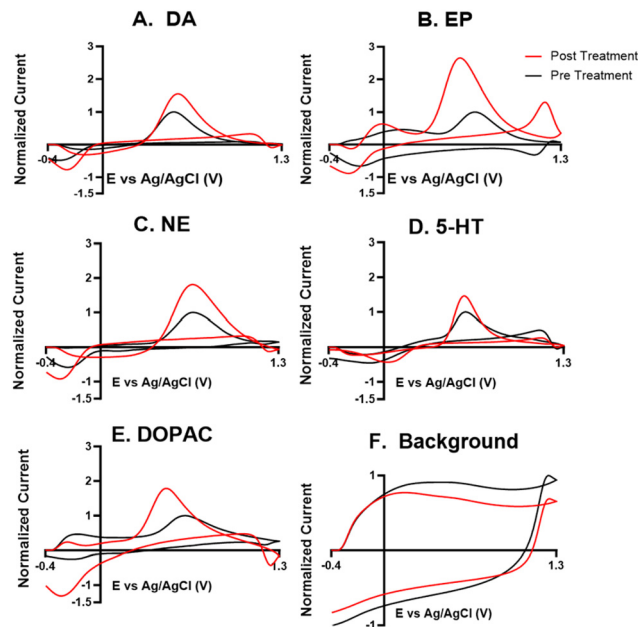 A. DA
Normalized Current
3
2
1
-1
-1.5
-0.4
1.3
E vs Ag/AgCl (V)
B. EP
Normalized Current
3
2
1
-1
-1.5
-0.4
1.3
E vs Ag/AgCl (V)
Post Treatment
Pre Treatment
C. NE
Normalized Current
3
2
1
-1
-1.5
-0.4
1.3
E vs Ag/AgCl (V)
D. 5-HT
Normalized Current
3
2
1
-1
-1.5
-0.4
1.3
E vs Ag/AgCl (V)
E. DOPAC
Normalized Current
3
2
1
-1
-1.5
-0.4
1.3
E vs Ag/AgCl (V)
F. Background
Normalized Current
1
-1
-0.4
1.3
E vs Ag/AgCl (V)